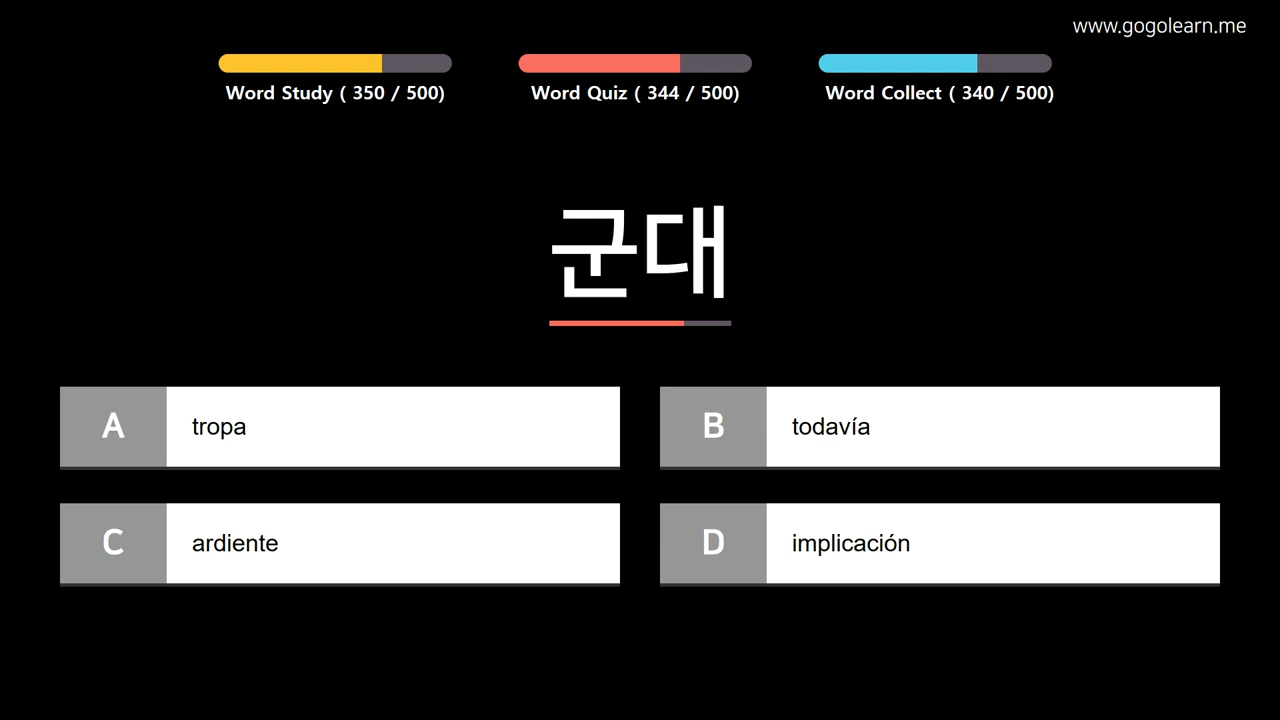 www.gogolearn.me
Word Study ( 350 / 500)
Word Quiz ( 344 / 500)
Word Collect ( 340 / 500)
군대
A tropa
B todavía
C ardiente
D implicación